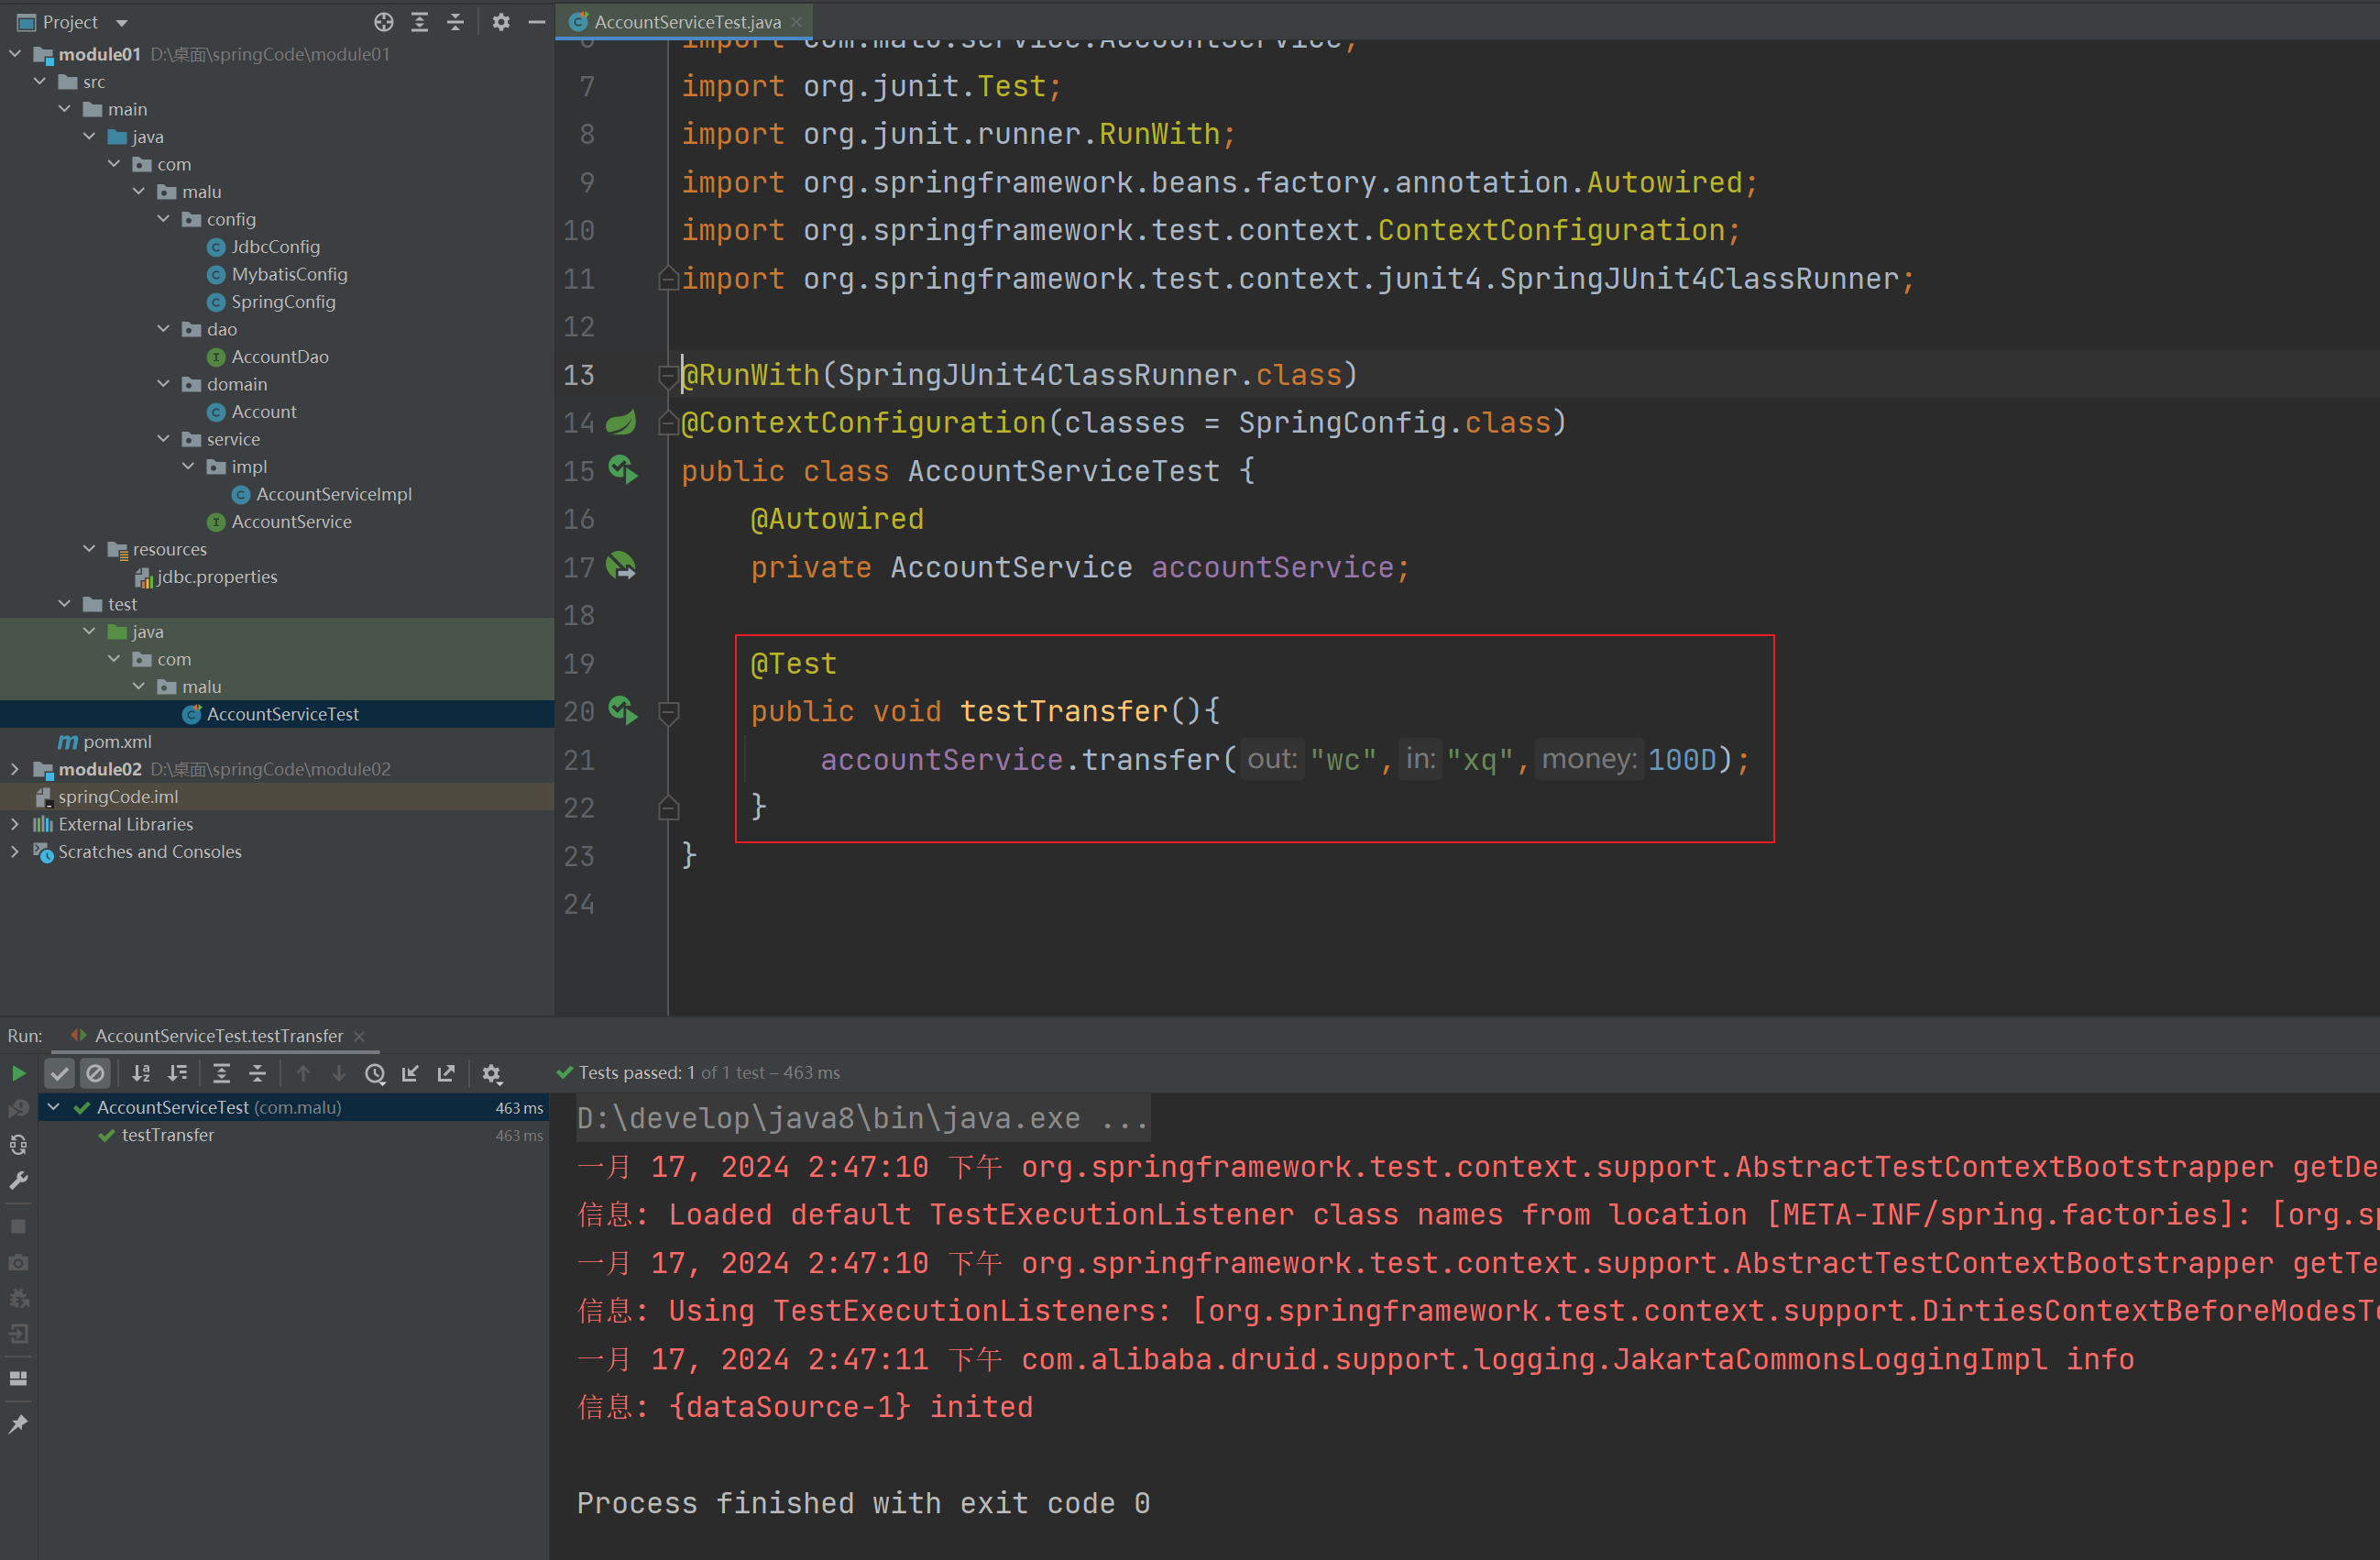 Project
module01 D:\桌面\springCode\module01
src
main
java
com
malu
config
JdbcConfig
MybatisConfig
SpringConfig
dao
AccountDao
domain
Account
service
impl
AccountServiceImpl
AccountService
resources
jdbc.properties
test
java
com
malu
AccountServiceTest
pom.xml
module02 D:\桌面\springCode\module02
springCode.iml
External Libraries
Scratches and Consoles
AccountServiceTest.java
6 import com.malu.service.AccountService;
7 import org.junit.Test;
8 import org.junit.runner.RunWith;
9 import org.springframework.beans.factory.annotation.Autowired;
10 import org.springframework.test.context.ContextConfiguration;
11 import org.springframework.test.context.junit4.SpringJUnit4ClassRunner;
12
13 @RunWith(SpringJUnit4ClassRunner.class)
14 @ContextConfiguration(classes = SpringConfig.class)
15 public class AccountServiceTest {
16 @Autowired
17 private AccountService accountService;
18
19 @Test
20 public void testTransfer(){
21 accountService.transfer( out: "wc", in: "xq", money: 100D);
22 }
23 }
24
Run: AccountServiceTest.testTransfer
Tests passed: 1 of 1 test – 463 ms
AccountServiceTest (com.malu) 463 ms
testTransfer 463 ms
D:\develop\java8\bin\java.exe ...
一月 17, 2024 2:47:10 下午 org.springframework.test.context.support.AbstractTestContextBootstrapper getDe
信息: Loaded default TestExecutionListener class names from location [META-INF/spring.factories]: [org.sp
一月 17, 2024 2:47:10 下午 org.springframework.test.context.support.AbstractTestContextBootstrapper getTe
信息: Using TestExecutionListeners: [org.springframework.test.context.support.DirtiesContextBeforeModesTe
一月 17, 2024 2:47:11 下午 com.alibaba.druid.support.logging.JakartaCommonsLoggingImpl info
信息: {dataSource-1} inited
Process finished with exit code 0